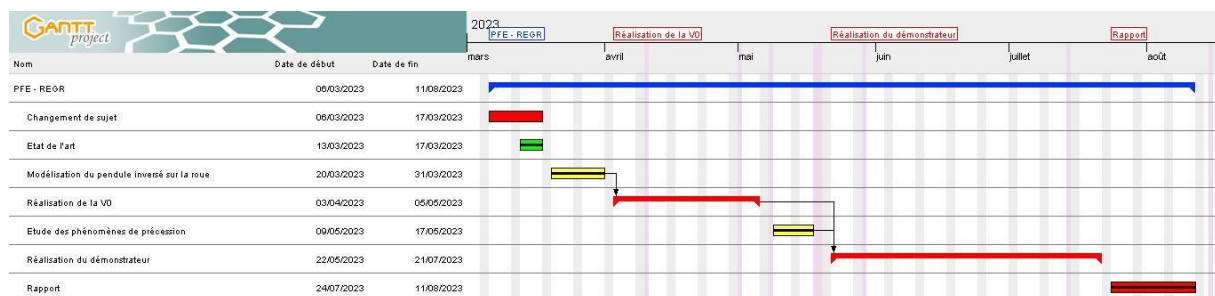 GANTT
project
2023
PFE - REGR
Réalisation de la V0
Réalisation du démonstrateur
Rapport
Nom Date de début Date de fin
mars avril mai juin juillet août
PFE - REGR 06/03/2023 11/08/2023
Changement de sujet 06/03/2023 17/03/2023
Etat de l'art 13/03/2023 17/03/2023
Modélisation du pendule inversé sur la roue 20/03/2023 31/03/2023
Réalisation de la V0 03/04/2023 05/05/2023
Etude des phénomènes de précession 09/05/2023 17/05/2023
Réalisation du démonstrateur 22/05/2023 21/07/2023
Rapport 24/07/2023 11/08/2023